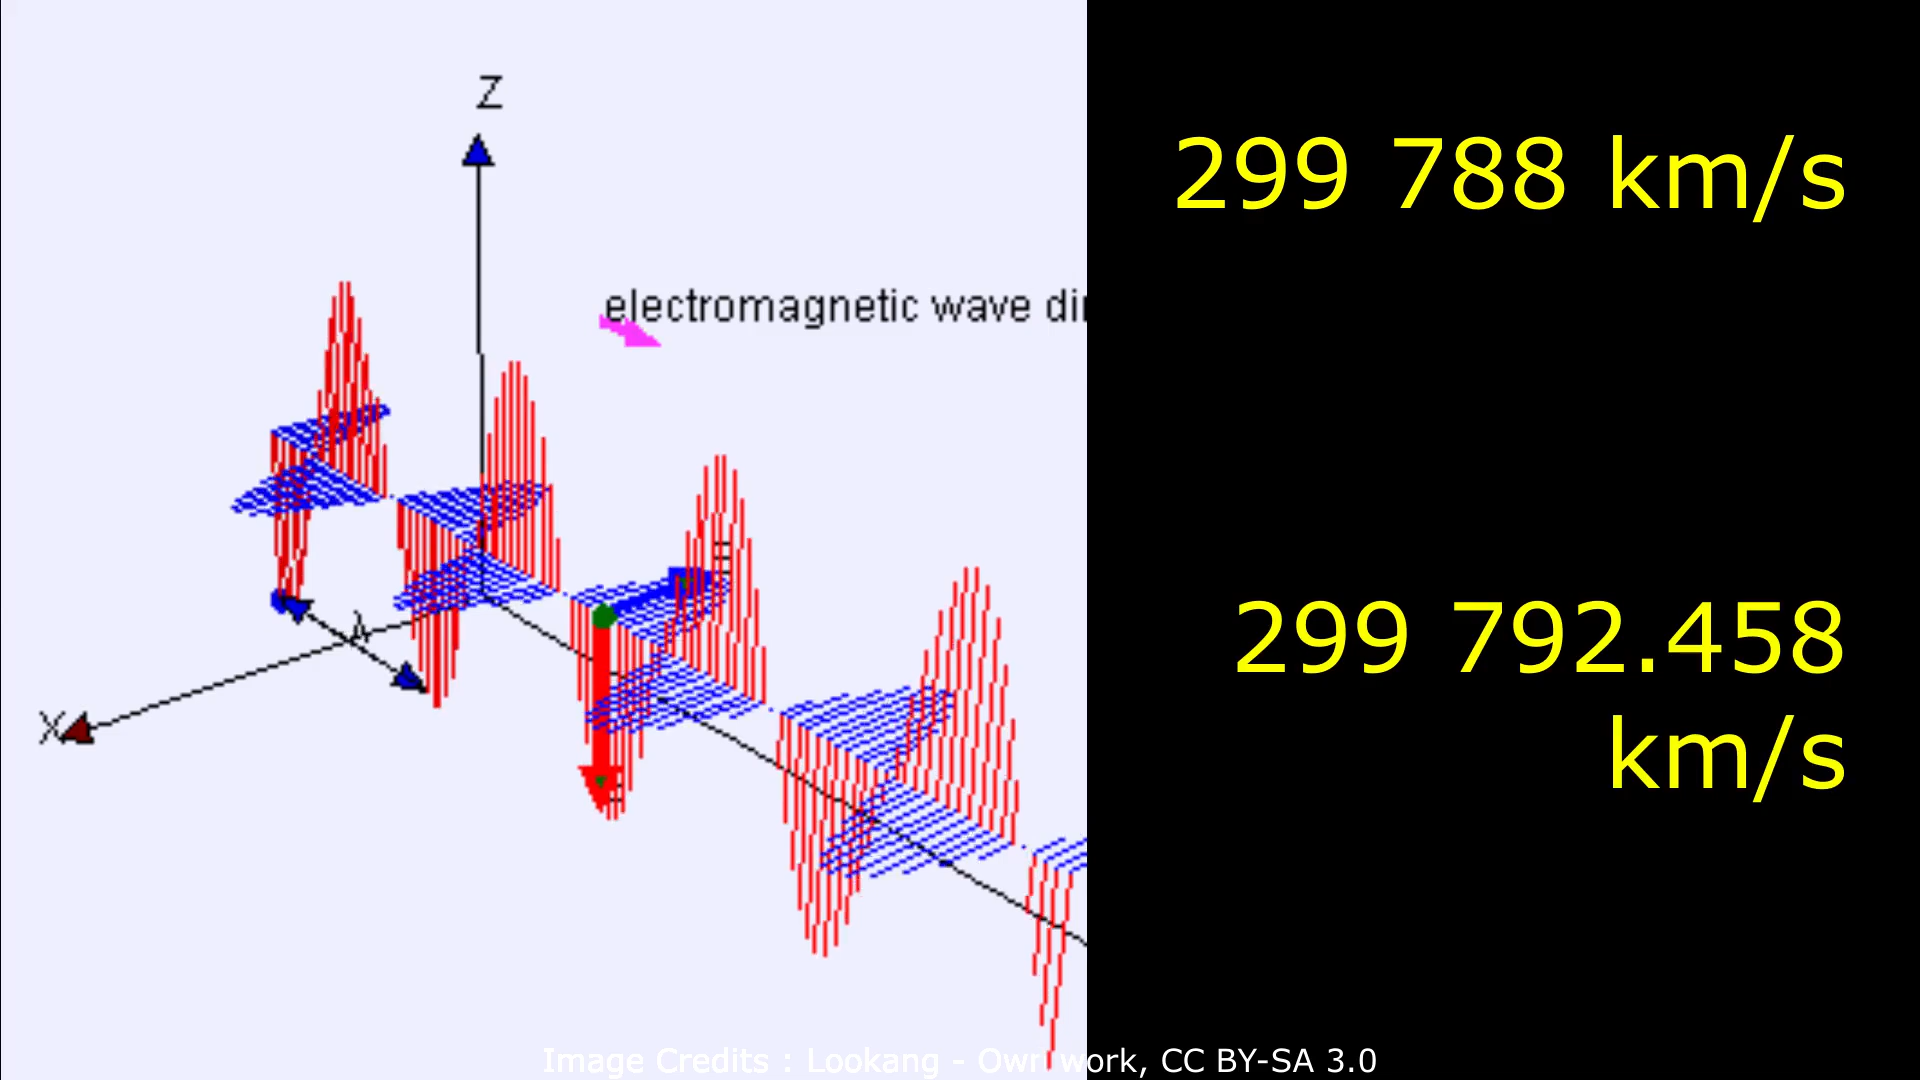 Z
electromagnetic wave di
λ
X
299 788 km/s
299 792.458
km/s
Image Credits : Lookang - Own work, CC BY-SA 3.0